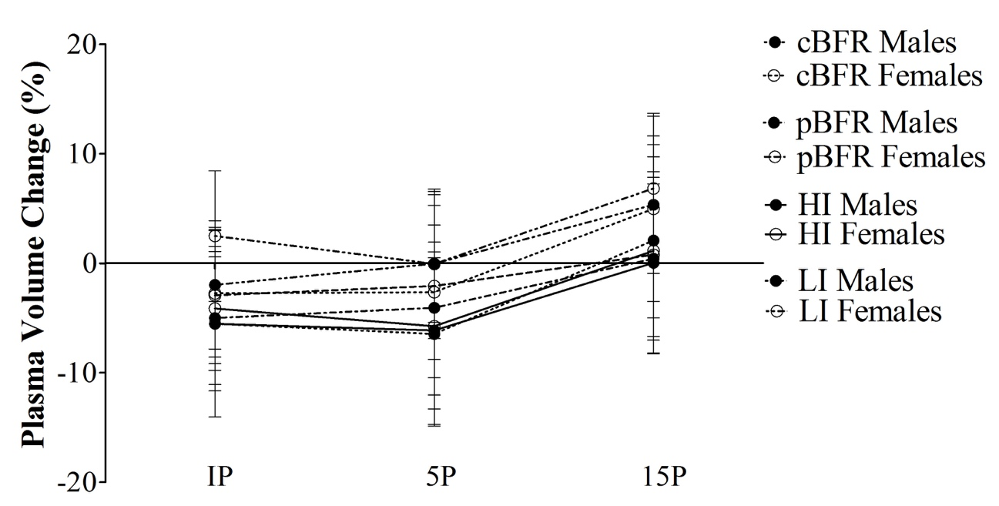 Plasma Volume Change (%)
20
10
0
-10
-20
IP
5P
15P
cBFR Males
cBFR Females
pBFR Males
pBFR Females
HI Males
HI Females
LI Males
LI Females